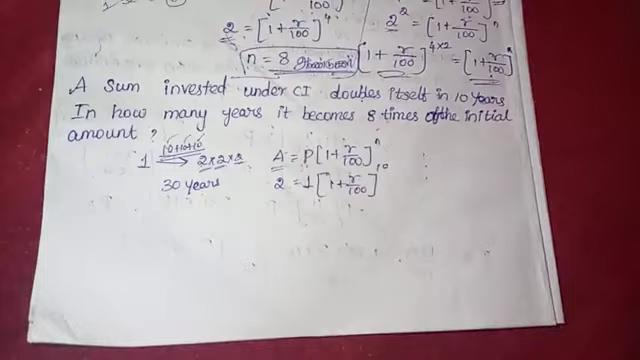 2 = [1+r/100]^4
2^2 = [1+r/100]^n
n = 8 ஆண்டுகள்
[1+r/100]^4×2 = [1+r/100]^n
A Sum invested under CI doubles itself in 10 years
In how many years it becomes 8 times of the initial
amount ?
1 10+10+10 → 2×2×2
A = P[1+r/100]^n
30 years
2 = 1[1+r/100]^10